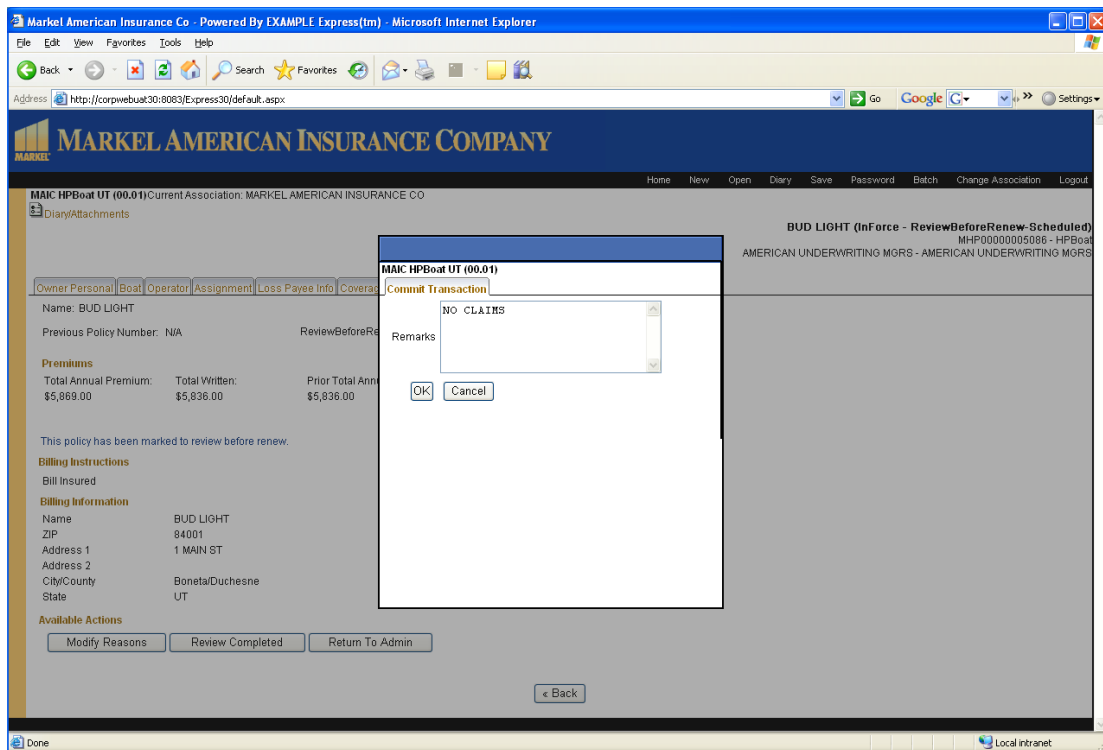 Markel American Insurance Co - Powered By EXAMPLE Express(tm) - Microsoft Internet Explorer
File Edit View Favorites Tools Help
Back Search Favorites
Address http://corpwebuat30:8083/Express30/default.aspx Go Google G Settings
MARKEL MARKEL AMERICAN INSURANCE COMPANY
Home New Open Diary Save Password Batch Change Association Logout
MAIC HPBoat UT (00.01)Current Association: MARKEL AMERICAN INSURANCE CO
Diary/Attachments
BUD LIGHT (InForce - ReviewBeforeRenew-Scheduled)
MHP00000005086 - HPBoat
AMERICAN UNDERWRITING MGRS - AMERICAN UNDERWRITING MGRS
Owner Personal Boat Operator Assignment Loss Payee Info Coverag
Name: BUD LIGHT
Previous Policy Number: N/A ReviewBeforeRe
Premiums
Total Annual Premium: Total Written: Prior Total Annu
$5,869.00 $5,836.00 $5,836.00
This policy has been marked to review before renew.
Billing Instructions
Bill Insured
Billing Information
Name BUD LIGHT
ZIP 84001
Address 1 1 MAIN ST
Address 2
City/County Boneta/Duchesne
State UT
Available Actions
Modify Reasons Review Completed Return To Admin
« Back
MAIC HPBoat UT (00.01)
Commit Transaction
Remarks NO CLAIMS
OK Cancel
Done Local intranet